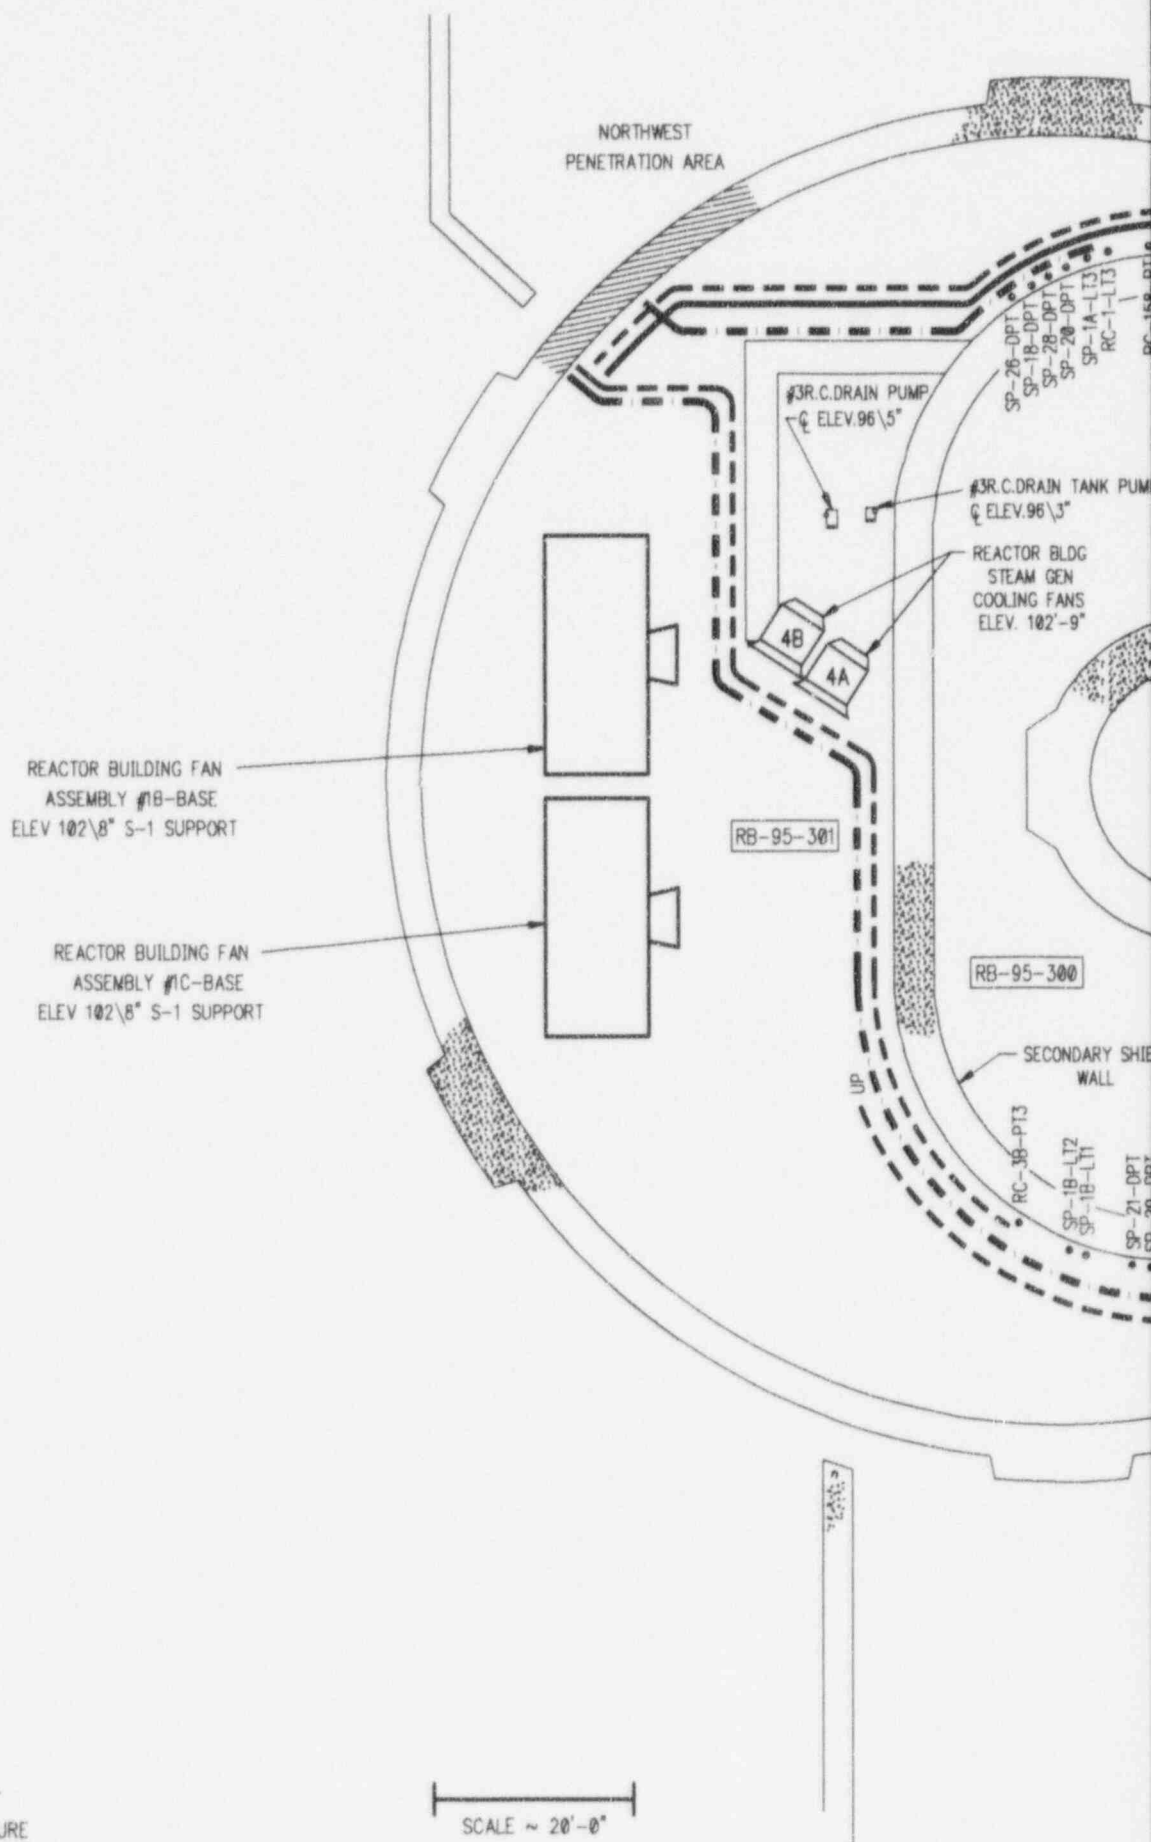 NORTHWEST
PENETRATION AREA
SP-26-DPT
SP-18-DPT
SP-28-DPT
SP-20-DPT
SP-1A-LT3
RC-1-LT3
#3R.C.DRAIN PUMP
℄ ELEV.96\5"
#3R.C.DRAIN TANK PUM
℄ ELEV.96\3"
REACTOR BLDG
STEAM GEN
COOLING FANS
ELEV. 102'-9"
4B
4A
REACTOR BUILDING FAN
ASSEMBLY #1B-BASE
ELEV 102\8" S-1 SUPPORT
RB-95-301
REACTOR BUILDING FAN
ASSEMBLY #1C-BASE
ELEV 102\8" S-1 SUPPORT
RB-95-300
SECONDARY SHIE
WALL
UP
RC-3B-PT3
SP-1B-LT2
SP-1B-LT1
SP-21-DPT
SCALE ~ 20'-0"
URE